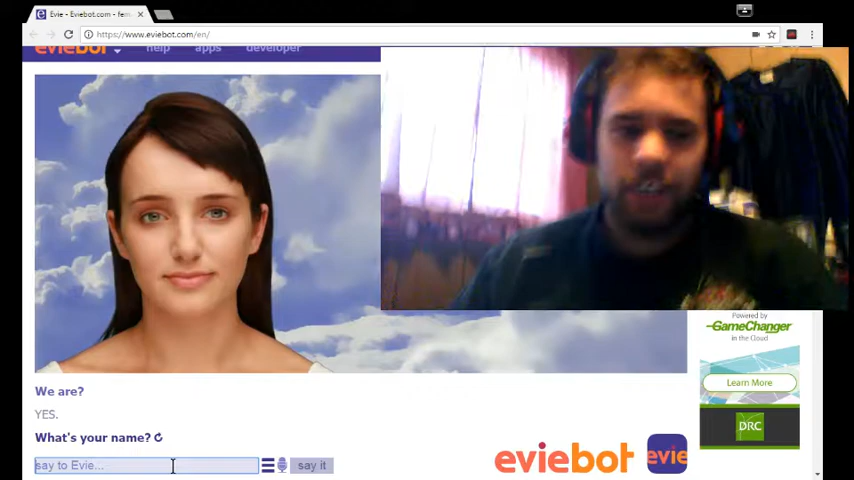 Evie - Eviebot.com - fem
https://www.eviebot.com/en/
eviebot help apps developer
Powered by
GameChanger
in the Cloud
Learn More
DRC
We are?
YES.
What's your name?
say to Evie...
say it
eviebot evie